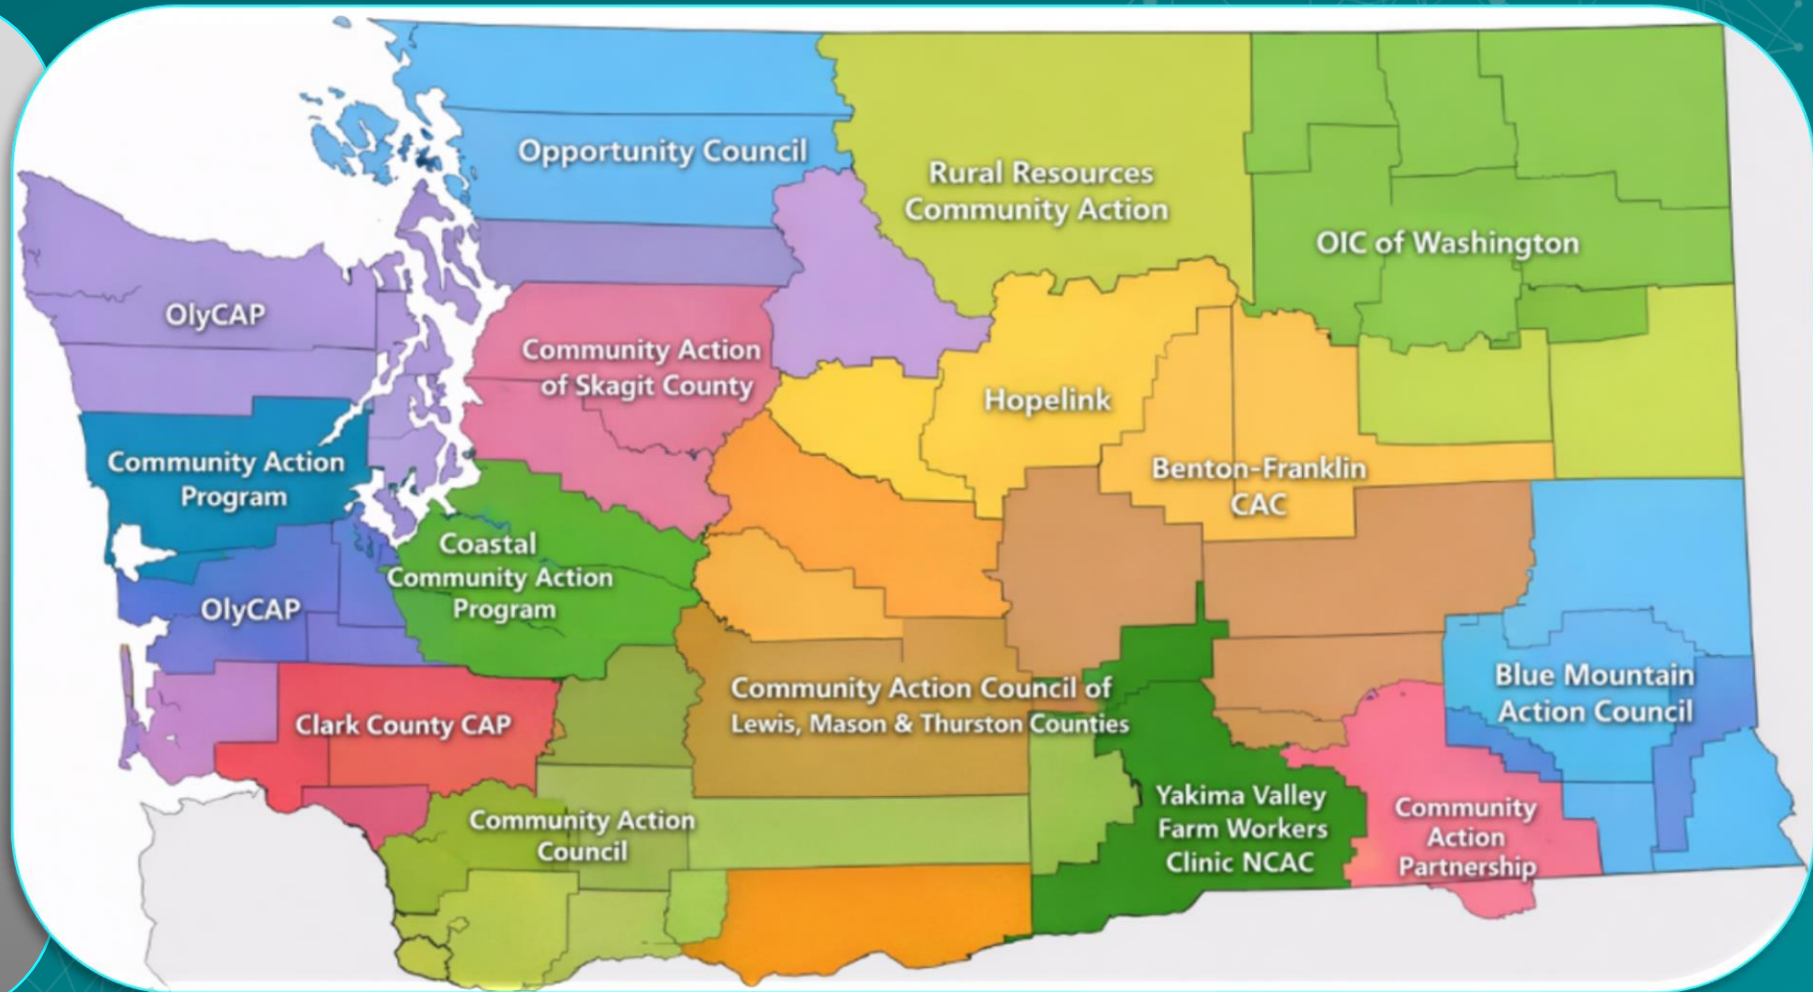 Opportunity Council
Rural Resources
Community Action
OIC of Washington
OlyCAP
Community Action
of Skagit County
Hopelink
Community Action
Program
Benton-Franklin
CAC
Coastal
Community Action
Program
OlyCAP
Community Action Council of
Lewis, Mason & Thurston Counties
Blue Mountain
Action Council
Clark County CAP
Community Action
Council
Yakima Valley
Farm Workers
Clinic NCAC
Community
Action
Partnership